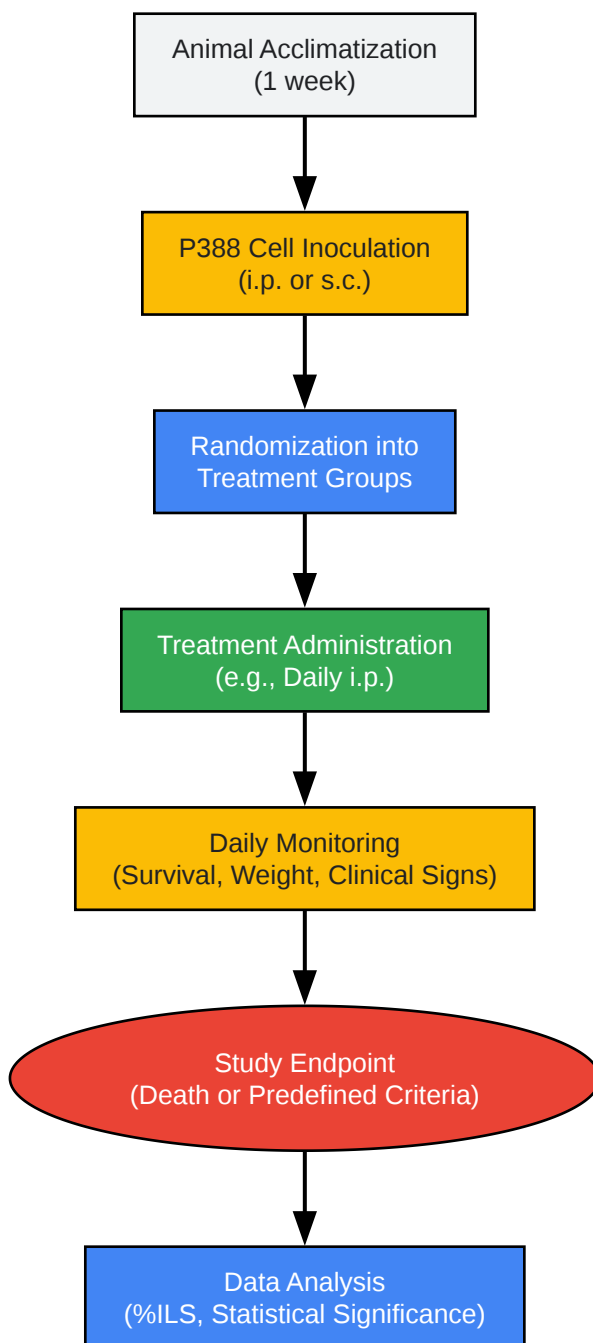 Animal Acclimatization
(1 week)
P388 Cell Inoculation
(i.p. or s.c.)
Randomization into
Treatment Groups
Treatment Administration
(e.g., Daily i.p.)
Daily Monitoring
(Survival, Weight, Clinical Signs)
Study Endpoint
(Death or Predefined Criteria)
Data Analysis
(%ILS, Statistical Significance)